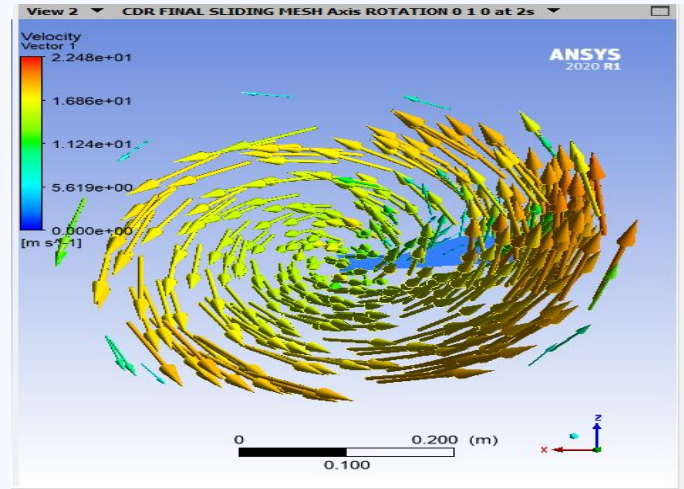 View 2 CDR FINAL SLIDING MESH Axis ROTATION 0 1 0 at 2s
Velocity
Vector 1
2.248e+01
1.686e+01
1.124e+01
5.619e+00
0.000e+00
[m s^-1]
ANSYS
2020 R1
0 0.200 (m)
0.100
z
x